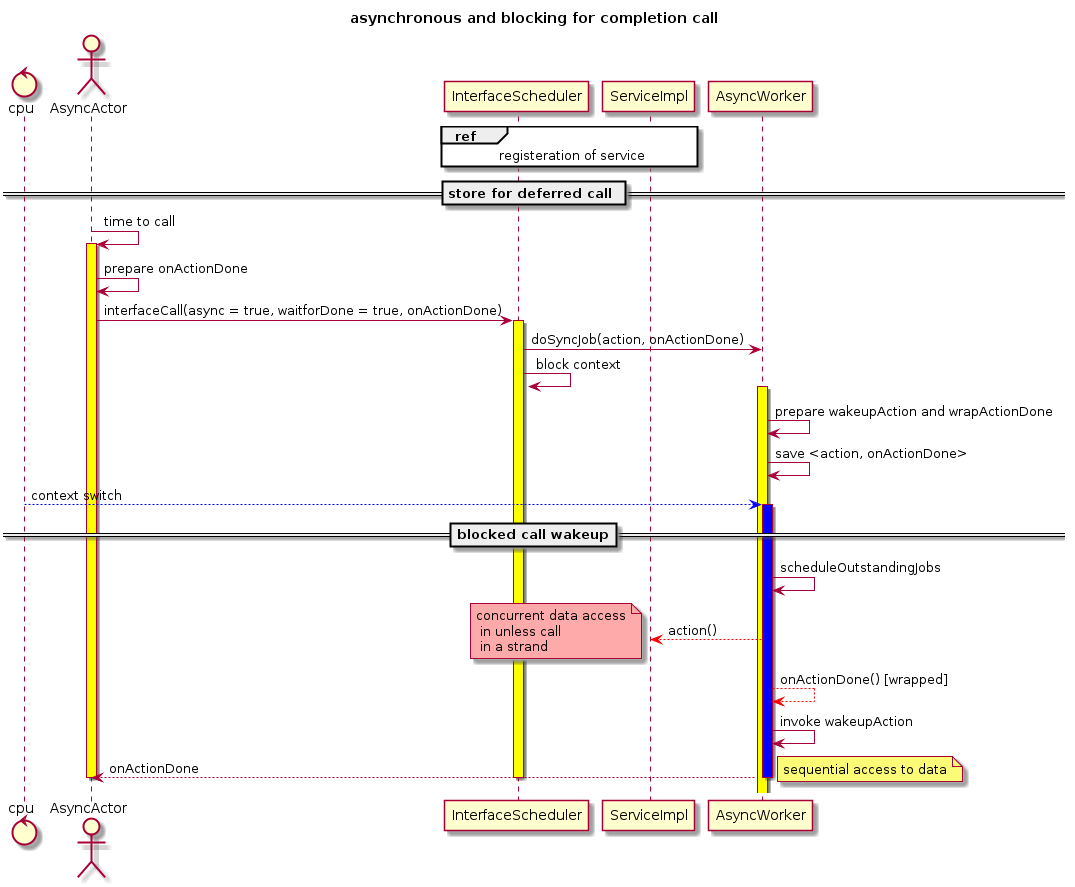 asynchronous and blocking for completion call
cpu
AsyncActor
InterfaceScheduler
ServiceImpl
AsyncWorker
ref
registeration of service
store for deferred call
time to call
prepare onActionDone
interfaceCall(async = true, waitforDone = true, onActionDone)
doSyncJob(action, onActionDone)
block context
prepare wakeupAction and wrapActionDone
save <action, onActionDone>
context switch
blocked call wakeup
scheduleOutstandingJobs
concurrent data access
in unless call
in a strand
action()
onActionDone() [wrapped]
invoke wakeupAction
onActionDone
sequential access to data
cpu
AsyncActor
InterfaceScheduler
ServiceImpl
AsyncWorker